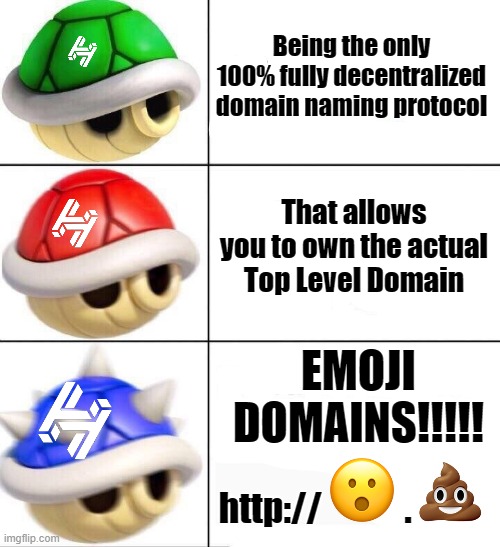 Being the only
100% fully decentralized
domain naming protocol
That allows
you to own the actual
Top Level Domain
EMOJI
DOMAINS!!!!!
http://😮.💩
imgflip.com